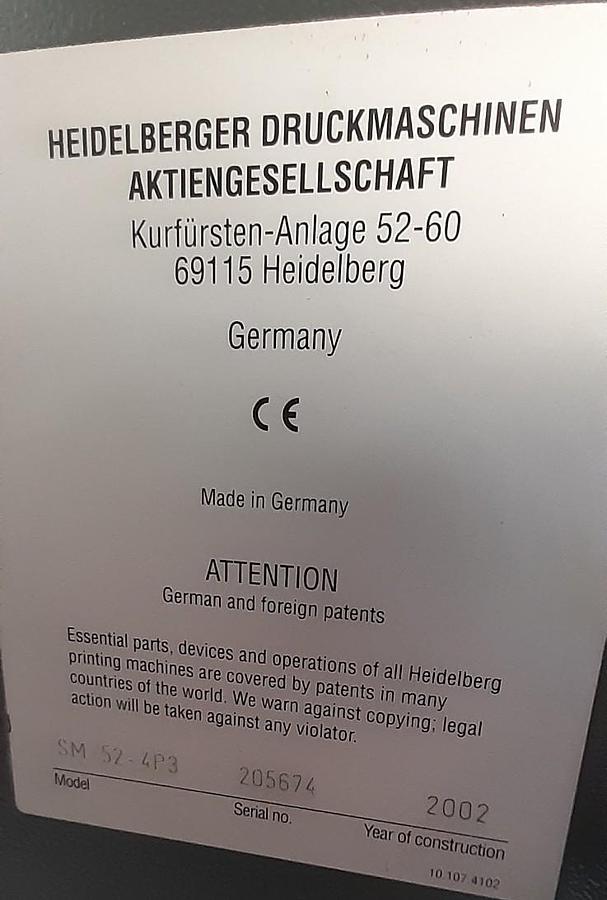 HEIDELBERGER DRUCKMASCHINEN
AKTIENGESELLSCHAFT
Kurfürsten-Anlage 52-60
69115 Heidelberg
Germany
CE
Made in Germany
ATTENTION
German and foreign patents
Essential parts, devices and operations of all Heidelberg
printing machines are covered by patents in many
countries of the world. We warn against copying; legal
action will be taken against any violator.
SM 52-4P3 205674 2002
Model Serial no. Year of construction
10.107.4102